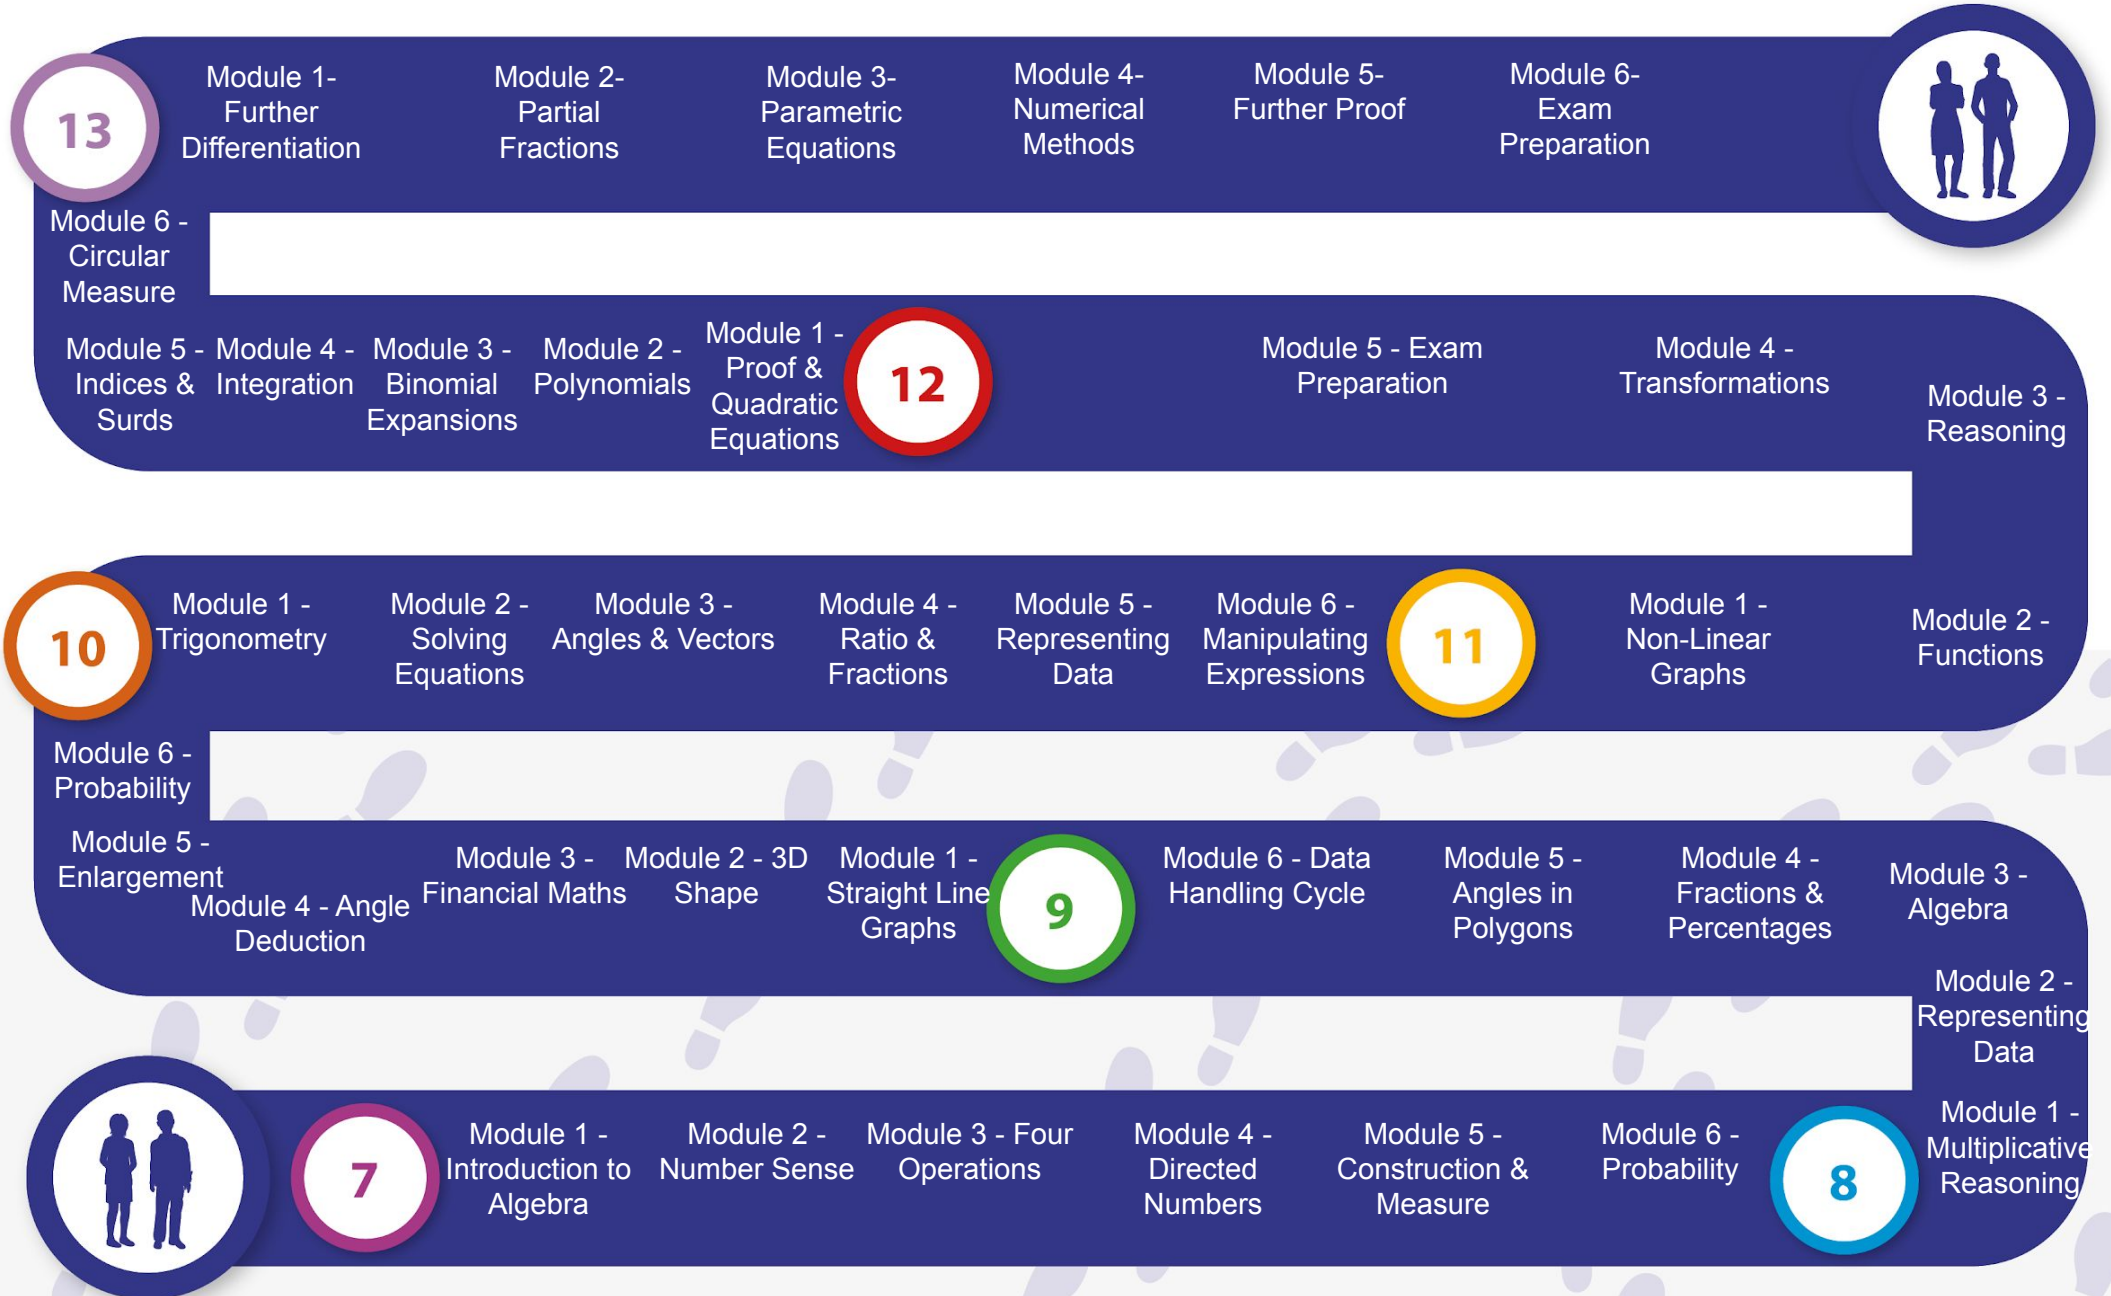 13
Module 1-
Further
Differentiation
Module 2-
Partial
Fractions
Module 3-
Parametric
Equations
Module 4-
Numerical
Methods
Module 5-
Further Proof
Module 6-
Exam
Preparation
Module 6 -
Circular
Measure
Module 5 -
Indices &
Surds
Module 4 -
Integration
Module 3 -
Binomial
Expansions
Module 2 -
Polynomials
Module 1 -
Proof &
Quadratic
Equations
12
Module 5 - Exam
Preparation
Module 4 -
Transformations
Module 3 -
Reasoning
10
Module 1 -
Trigonometry
Module 2 -
Solving
Equations
Module 3 -
Angles & Vectors
Module 4 -
Ratio &
Fractions
Module 5 -
Representing
Data
Module 6 -
Manipulating
Expressions
11
Module 1 -
Non-Linear
Graphs
Module 2 -
Functions
Module 6 -
Probability
Module 5 -
Enlargement
Module 4 - Angle
Deduction
Module 3 -
Financial Maths
Module 2 - 3D
Shape
Module 1 -
Straight Line
Graphs
9
Module 6 - Data
Handling Cycle
Module 5 -
Angles in
Polygons
Module 4 -
Fractions &
Percentages
Module 3 -
Algebra
Module 2 -
Representing
Data
7
Module 1 -
Introduction to
Algebra
Module 2 -
Number Sense
Module 3 - Four
Operations
Module 4 -
Directed
Numbers
Module 5 -
Construction &
Measure
Module 6 -
Probability
8
Module 1 -
Multiplicative
Reasoning